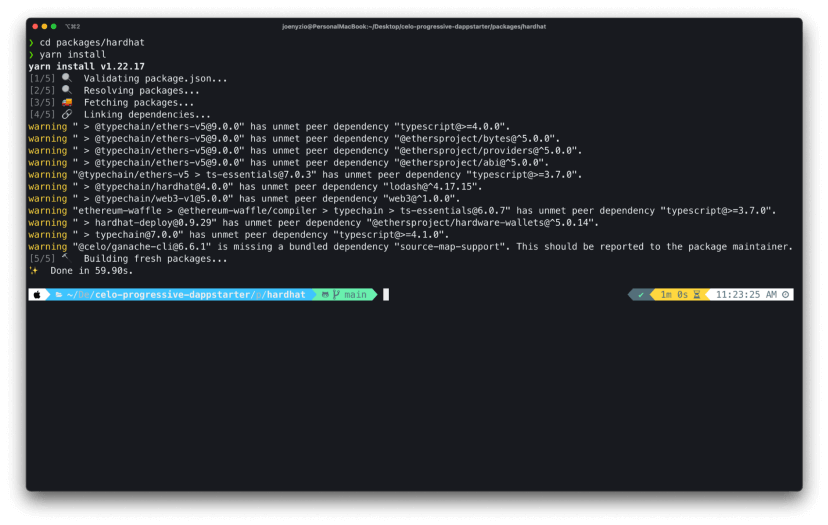 ⌥⌘2
joenyzio@PersonalMacBook:~/Desktop/celo-progressive-dappstarter/packages/hardhat
❯ cd packages/hardhat
❯ yarn install
yarn install v1.22.17
[1/5] 🔍 Validating package.json...
[2/5] 🔍 Resolving packages...
[3/5] 🚚 Fetching packages...
[4/5] 🔗 Linking dependencies...
warning " > @typechain/ethers-v5@9.0.0" has unmet peer dependency "typescript@>=4.0.0".
warning " > @typechain/ethers-v5@9.0.0" has unmet peer dependency "@ethersproject/bytes@^5.0.0".
warning " > @typechain/ethers-v5@9.0.0" has unmet peer dependency "@ethersproject/providers@^5.0.0".
warning " > @typechain/ethers-v5@9.0.0" has unmet peer dependency "@ethersproject/abi@^5.0.0".
warning "@typechain/ethers-v5 > ts-essentials@7.0.3" has unmet peer dependency "typescript@>=3.7.0".
warning " > @typechain/hardhat@4.0.0" has unmet peer dependency "lodash@^4.17.15".
warning " > @typechain/web3-v1@5.0.0" has unmet peer dependency "web3@^1.0.0".
warning "ethereum-waffle > @ethereum-waffle/compiler > typechain > ts-essentials@6.0.7" has unmet peer dependency "typescript@>=3.7.0".
warning " > hardhat-deploy@0.9.29" has unmet peer dependency "@ethersproject/hardware-wallets@^5.0.14".
warning " > typechain@7.0.0" has unmet peer dependency "typescript@>=4.1.0".
warning "@celo/ganache-cli@6.6.1" is missing a bundled dependency "source-map-support". This should be reported to the package maintainer.
[5/5] 🔨 Building fresh packages...
✨ Done in 59.90s.
~/De/celo-progressive-dappstarter/p/hardhat main ✔ 1m 0s 11:23:25 AM